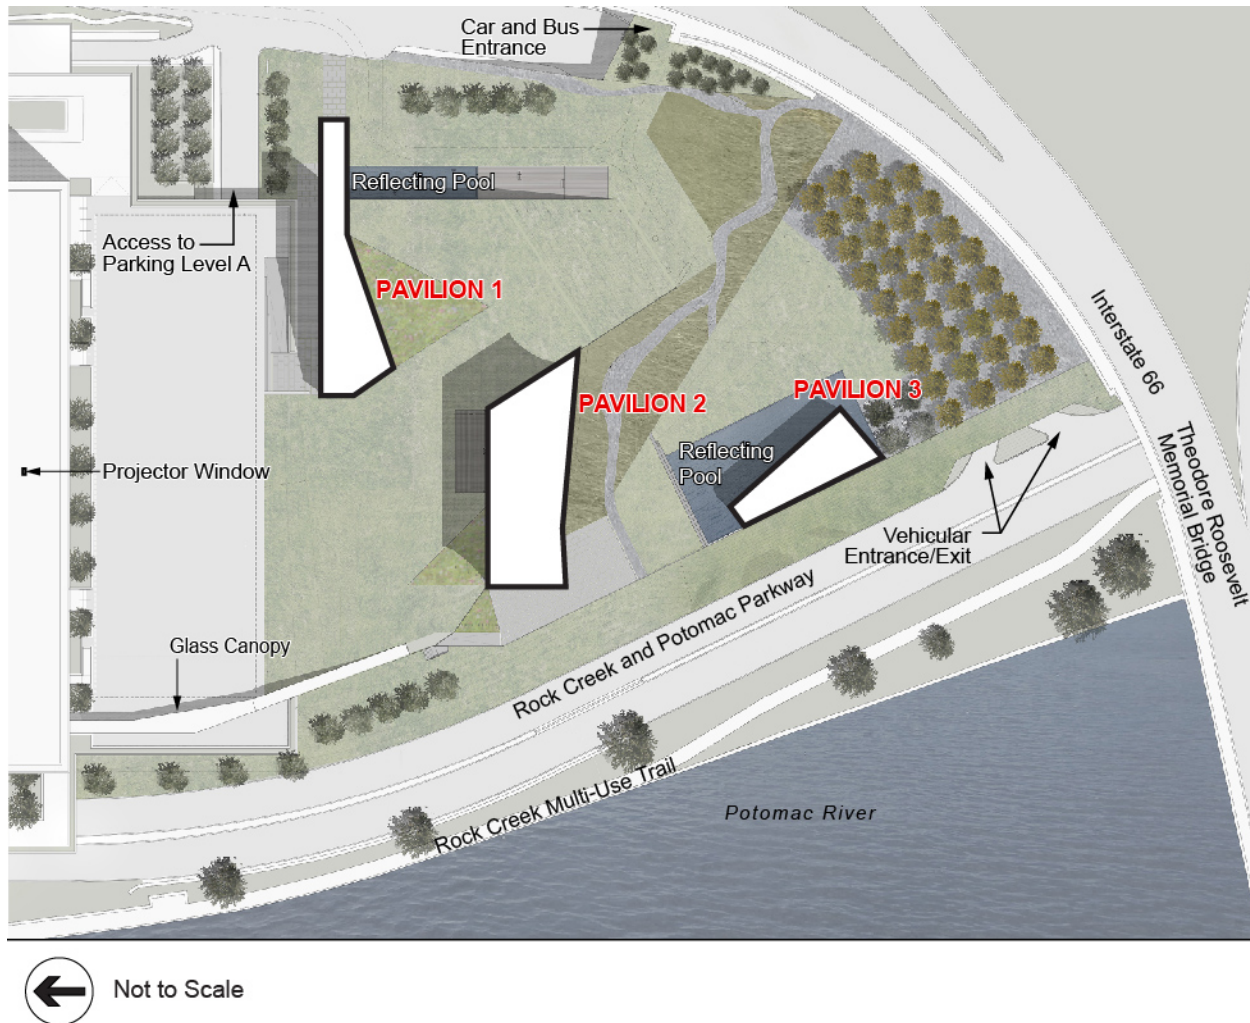 Car and Bus
Entrance
Reflecting Pool
Access to
Parking Level A
PAVILION 1
Interstate 66
PAVILION 3
PAVILION 2
Theodore Roosevelt
Memorial Bridge
Reflecting
Pool
Projector Window
Vehicular
Entrance/Exit
Rock Creek and Potomac Parkway
Glass Canopy
Rock Creek Multi-Use Trail
Potomac River
Not to Scale